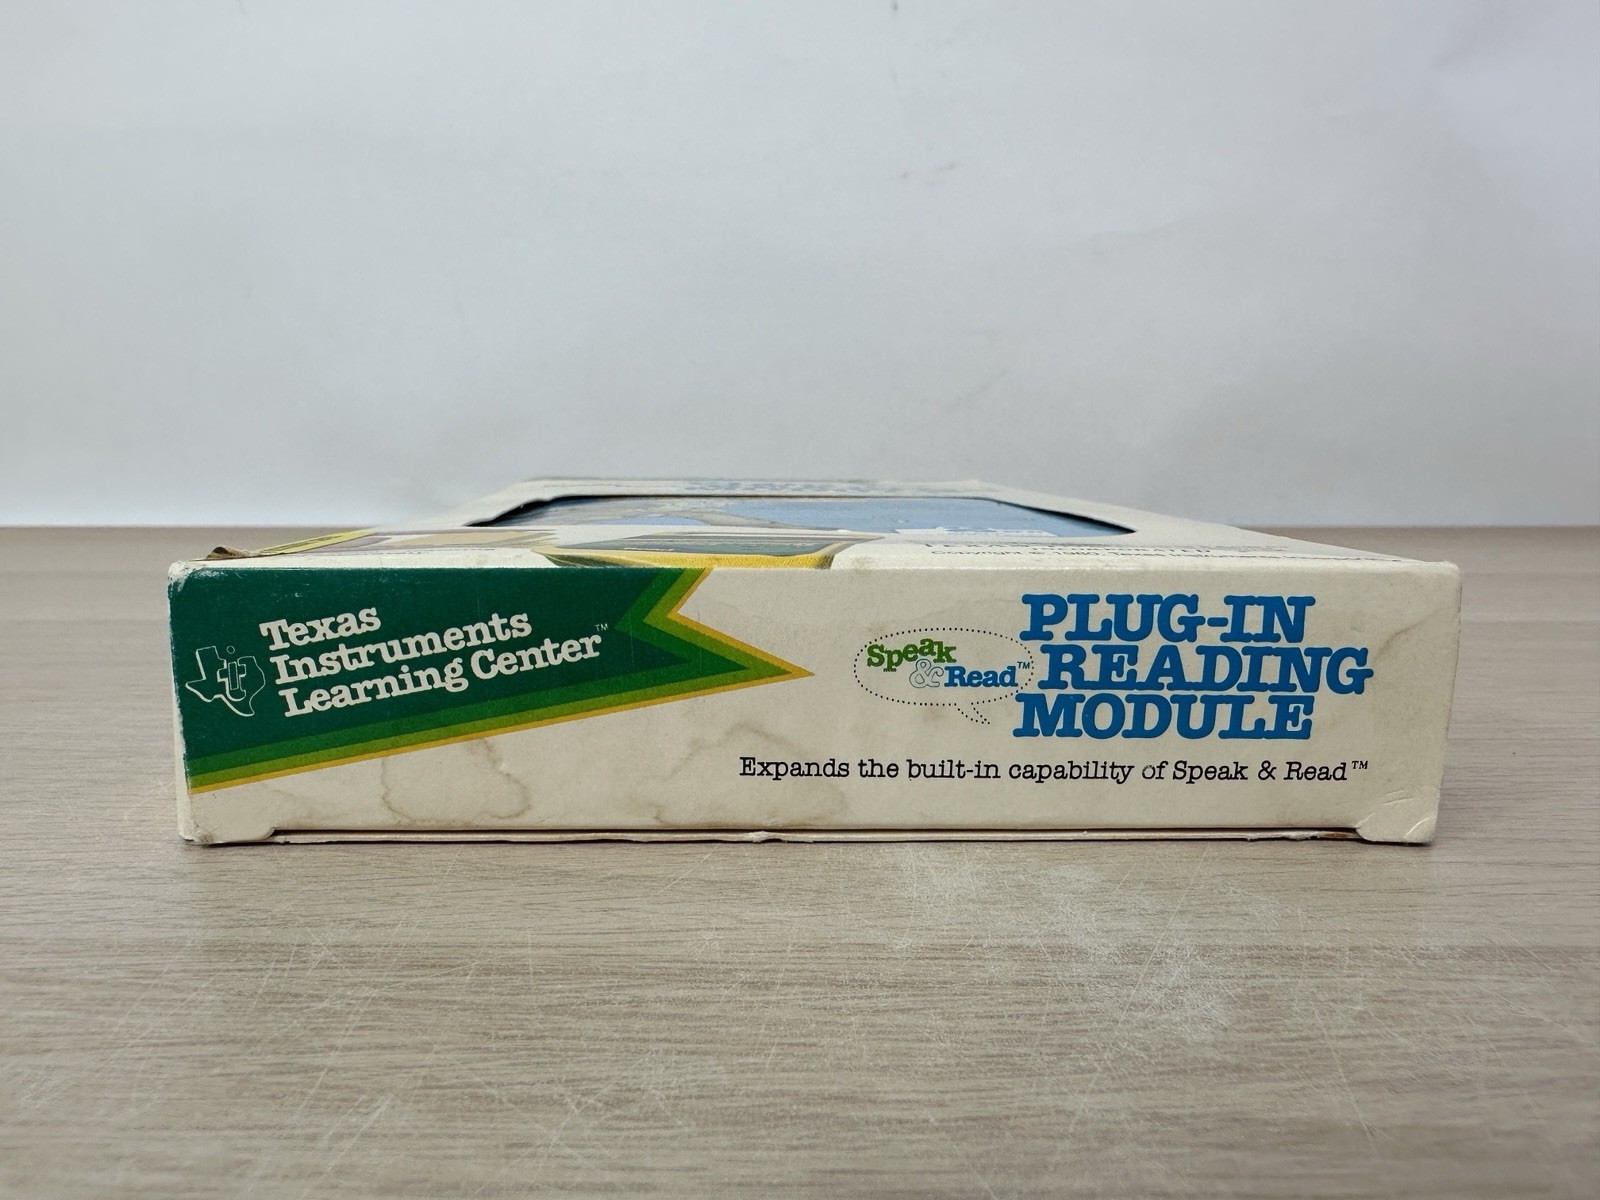 Texas
Instruments
Learning Center™
Speak
& Read™
PLUG-IN
READING
MODULE
Expands the built-in capability of Speak & Read™